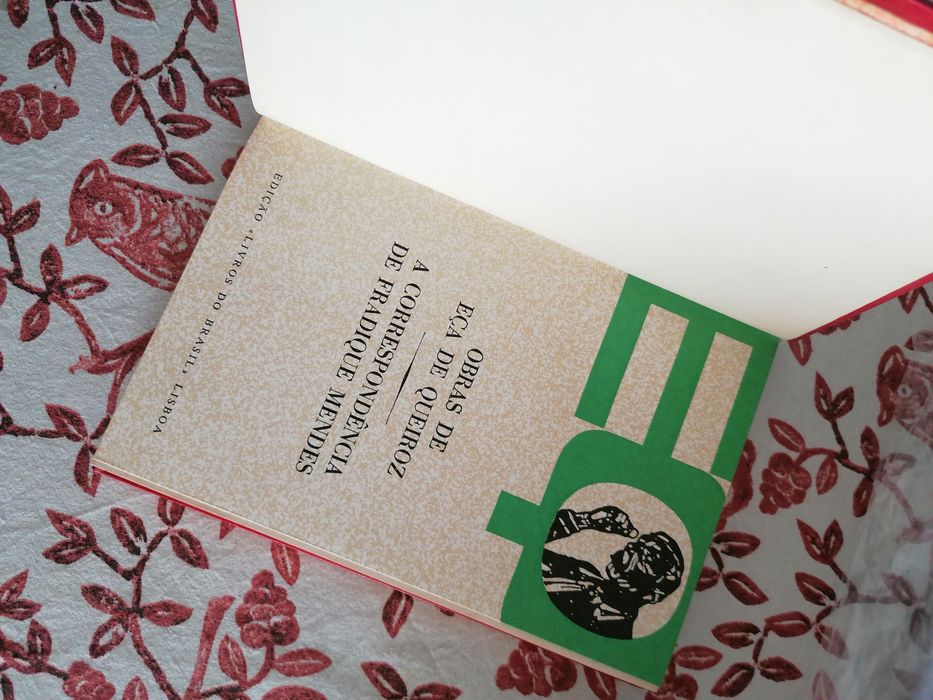 OBRAS DE
EÇA DE QUEIROZ
A CORRESPONDÊNCIA
DE FRADIQUE MENDES
EDIÇÃO «LIVROS DO BRASIL» LISBOA